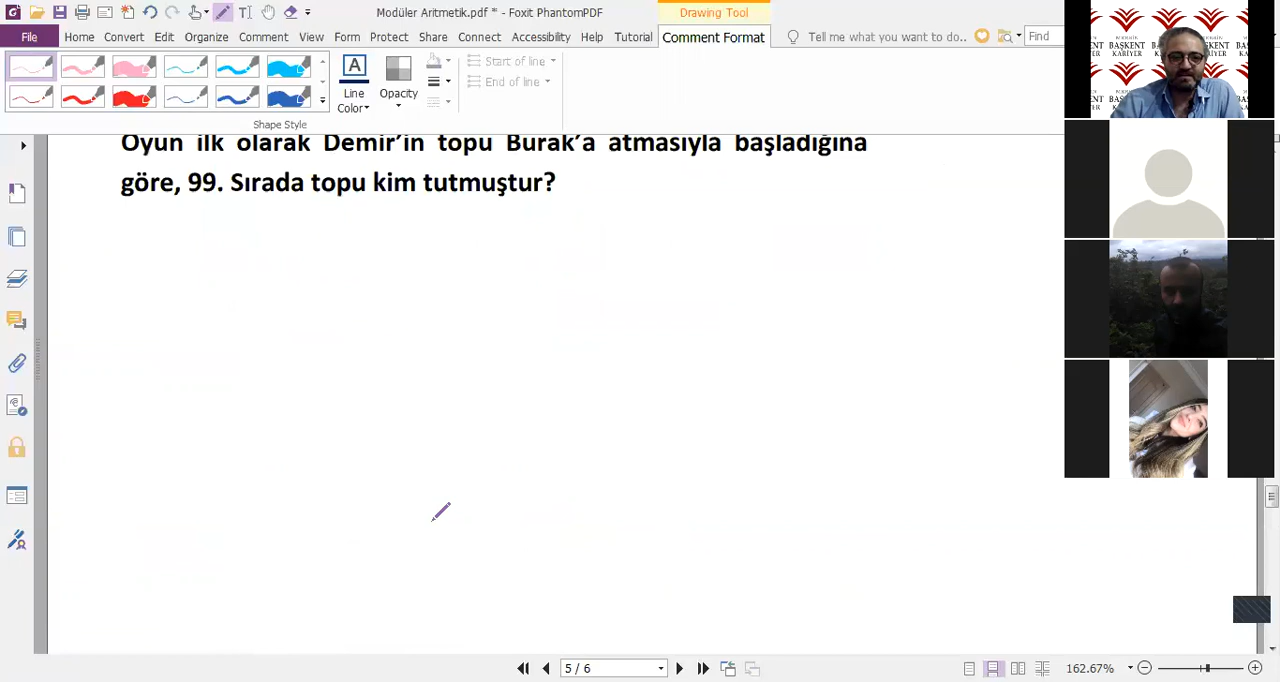 Modüler Aritmetik.pdf * - Foxit PhantomPDF
Drawing Tool
File Home Convert Edit Organize Comment View Form Protect Share Connect Accessibility Help Tutorial Comment Format Tell me what you want to do.. Find
Line Color Opacity
Start of line
End of line
Shape Style
BAŞKENT
KARİYER
Oyun ilk olarak Demir'in topu Burak'a atmasıyla başladığına
göre, 99. Sırada topu kim tutmuştur?
5 / 6
162.67%